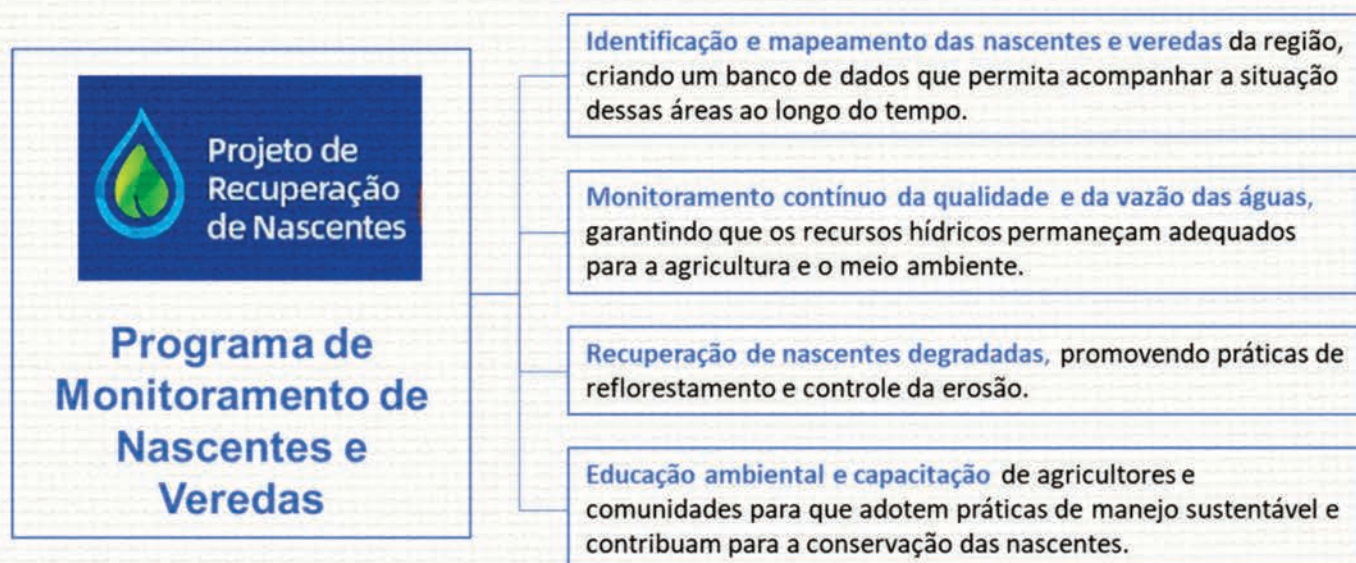 Projeto de
Recuperação
de Nascentes
Programa de
Monitoramento de
Nascentes e
Veredas
Identificação e mapeamento das nascentes e veredas da região,
criando um banco de dados que permita acompanhar a situação
dessas áreas ao longo do tempo.
Monitoramento contínuo da qualidade e da vazão das águas,
garantindo que os recursos hídricos permaneçam adequados
para a agricultura e o meio ambiente.
Recuperação de nascentes degradadas, promovendo práticas de
reflorestamento e controle da erosão.
Educação ambiental e capacitação de agricultores e
comunidades para que adotem práticas de manejo sustentável e
contribuam para a conservação das nascentes.